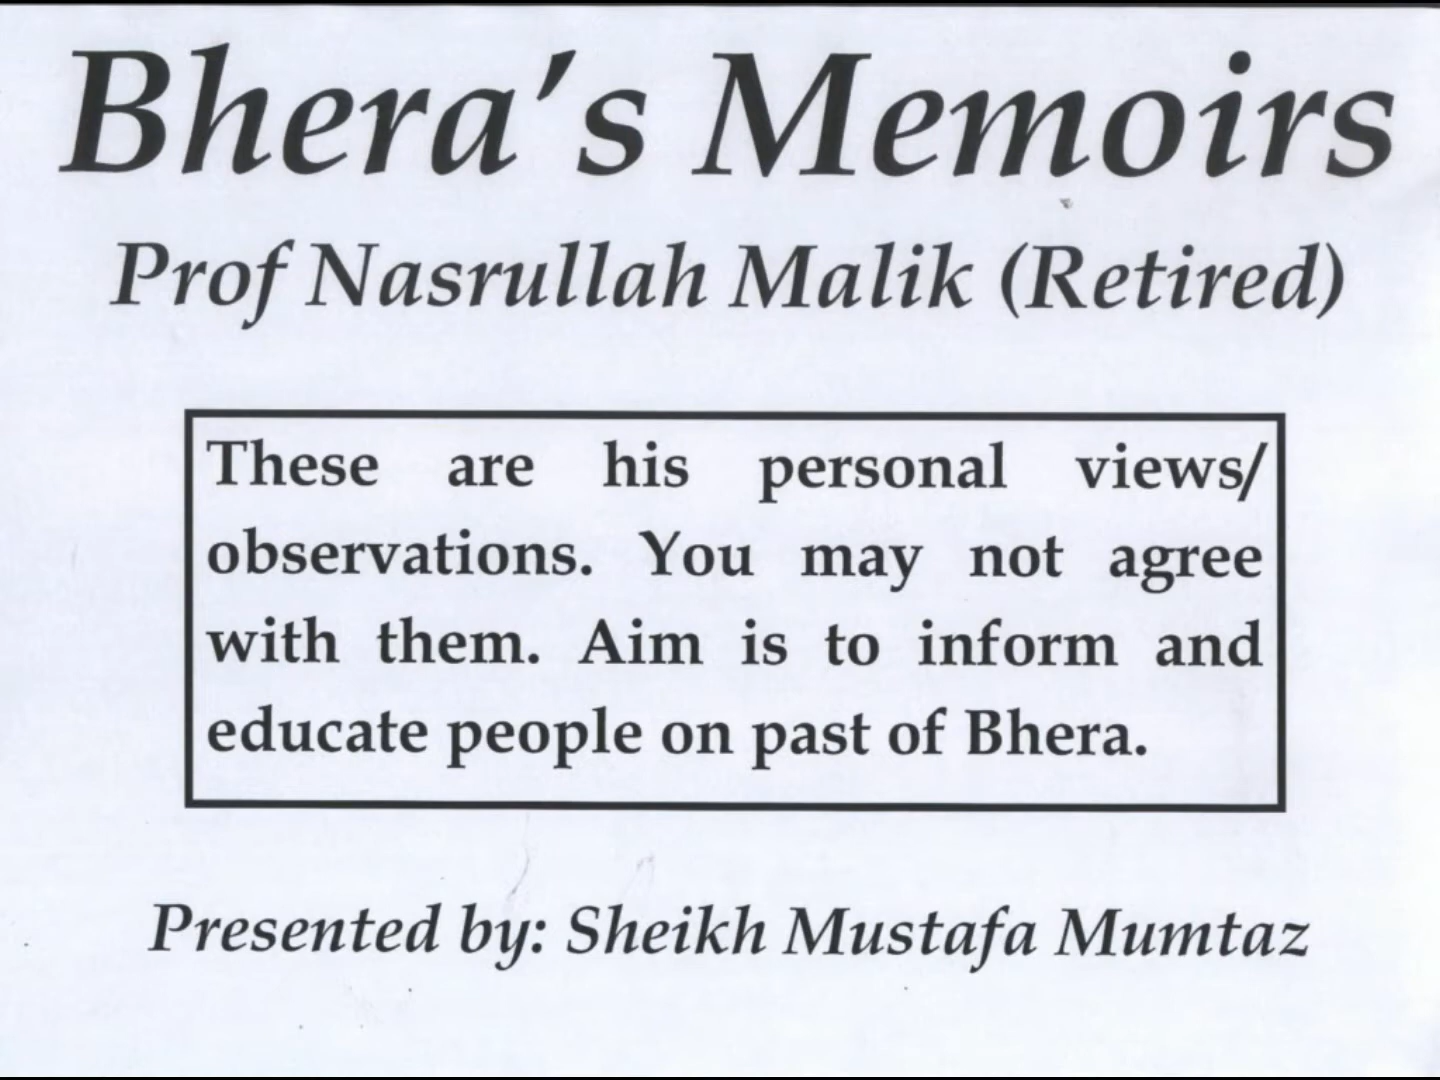 Bhera's Memoirs
Prof Nasrullah Malik (Retired)
These are his personal views/
observations. You may not agree
with them. Aim is to inform and
educate people on past of Bhera.
Presented by: Sheikh Mustafa Mumtaz